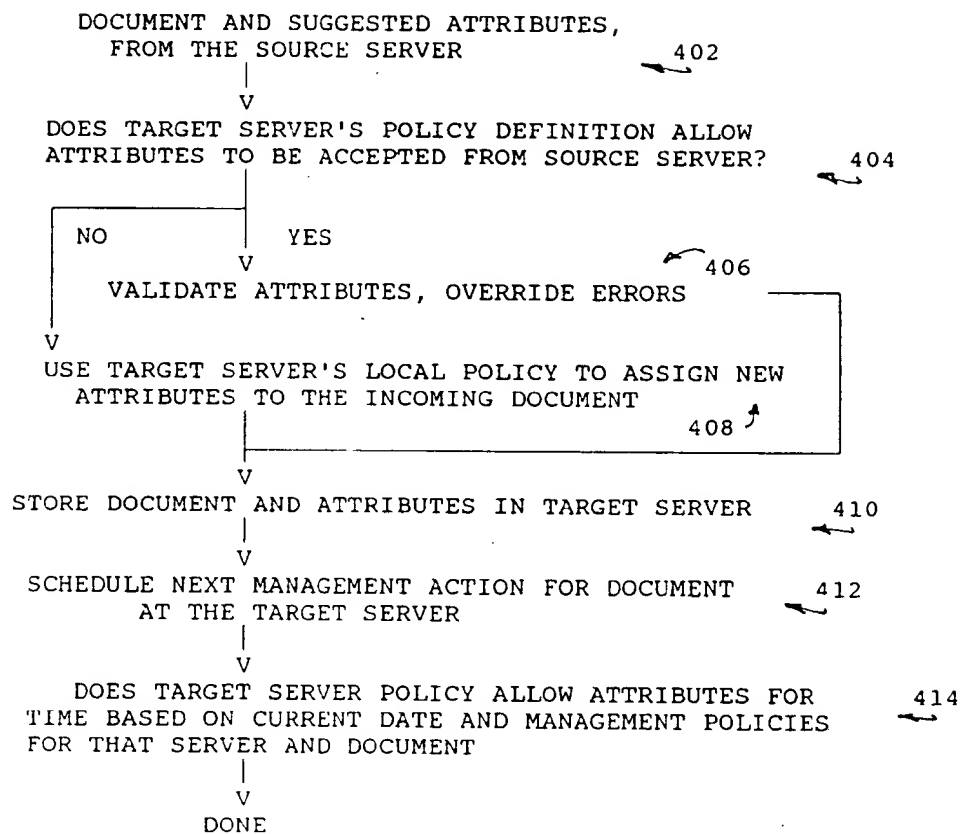 DOCUMENT AND SUGGESTED ATTRIBUTES,
FROM THE SOURCE SERVER
402
V
DOES TARGET SERVER'S POLICY DEFINITION ALLOW
ATTRIBUTES TO BE ACCEPTED FROM SOURCE SERVER?
404
NO YES
V
406
VALIDATE ATTRIBUTES, OVERRIDE ERRORS
V
USE TARGET SERVER'S LOCAL POLICY TO ASSIGN NEW
ATTRIBUTES TO THE INCOMING DOCUMENT
408
V
STORE DOCUMENT AND ATTRIBUTES IN TARGET SERVER
410
V
SCHEDULE NEXT MANAGEMENT ACTION FOR DOCUMENT
412
AT THE TARGET SERVER
V
DOES TARGET SERVER POLICY ALLOW ATTRIBUTES FOR
414
TIME BASED ON CURRENT DATE AND MANAGEMENT POLICIES
FOR THAT SERVER AND DOCUMENT
V
DONE